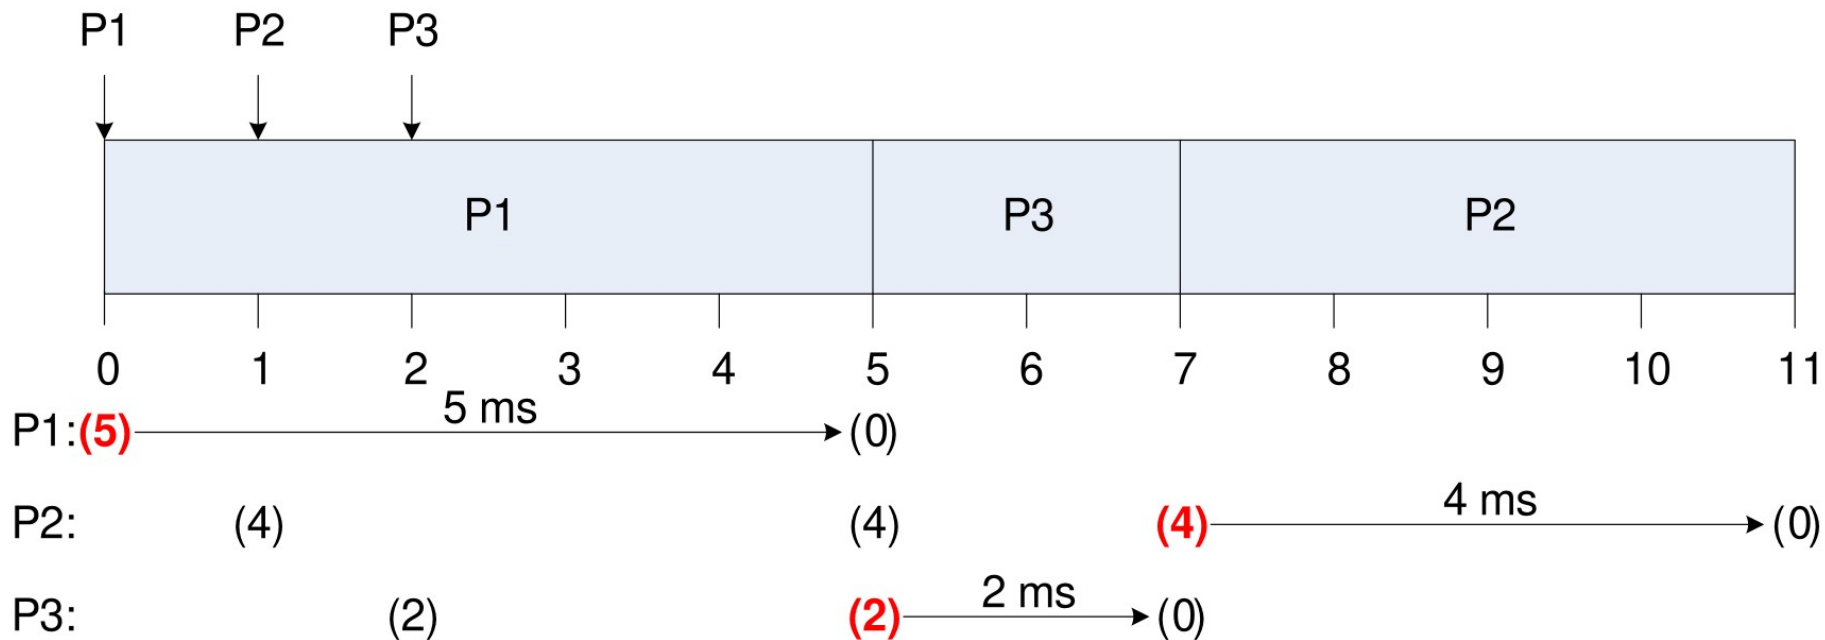 P1 P2 P3
P1 P3 P2
0 1 2 3 4 5 6 7 8 9 10 11
5 ms
P1:(5) (0)
4 ms
P2: (4) (4) (4) (0)
2 ms
P3: (2) (2) (0)